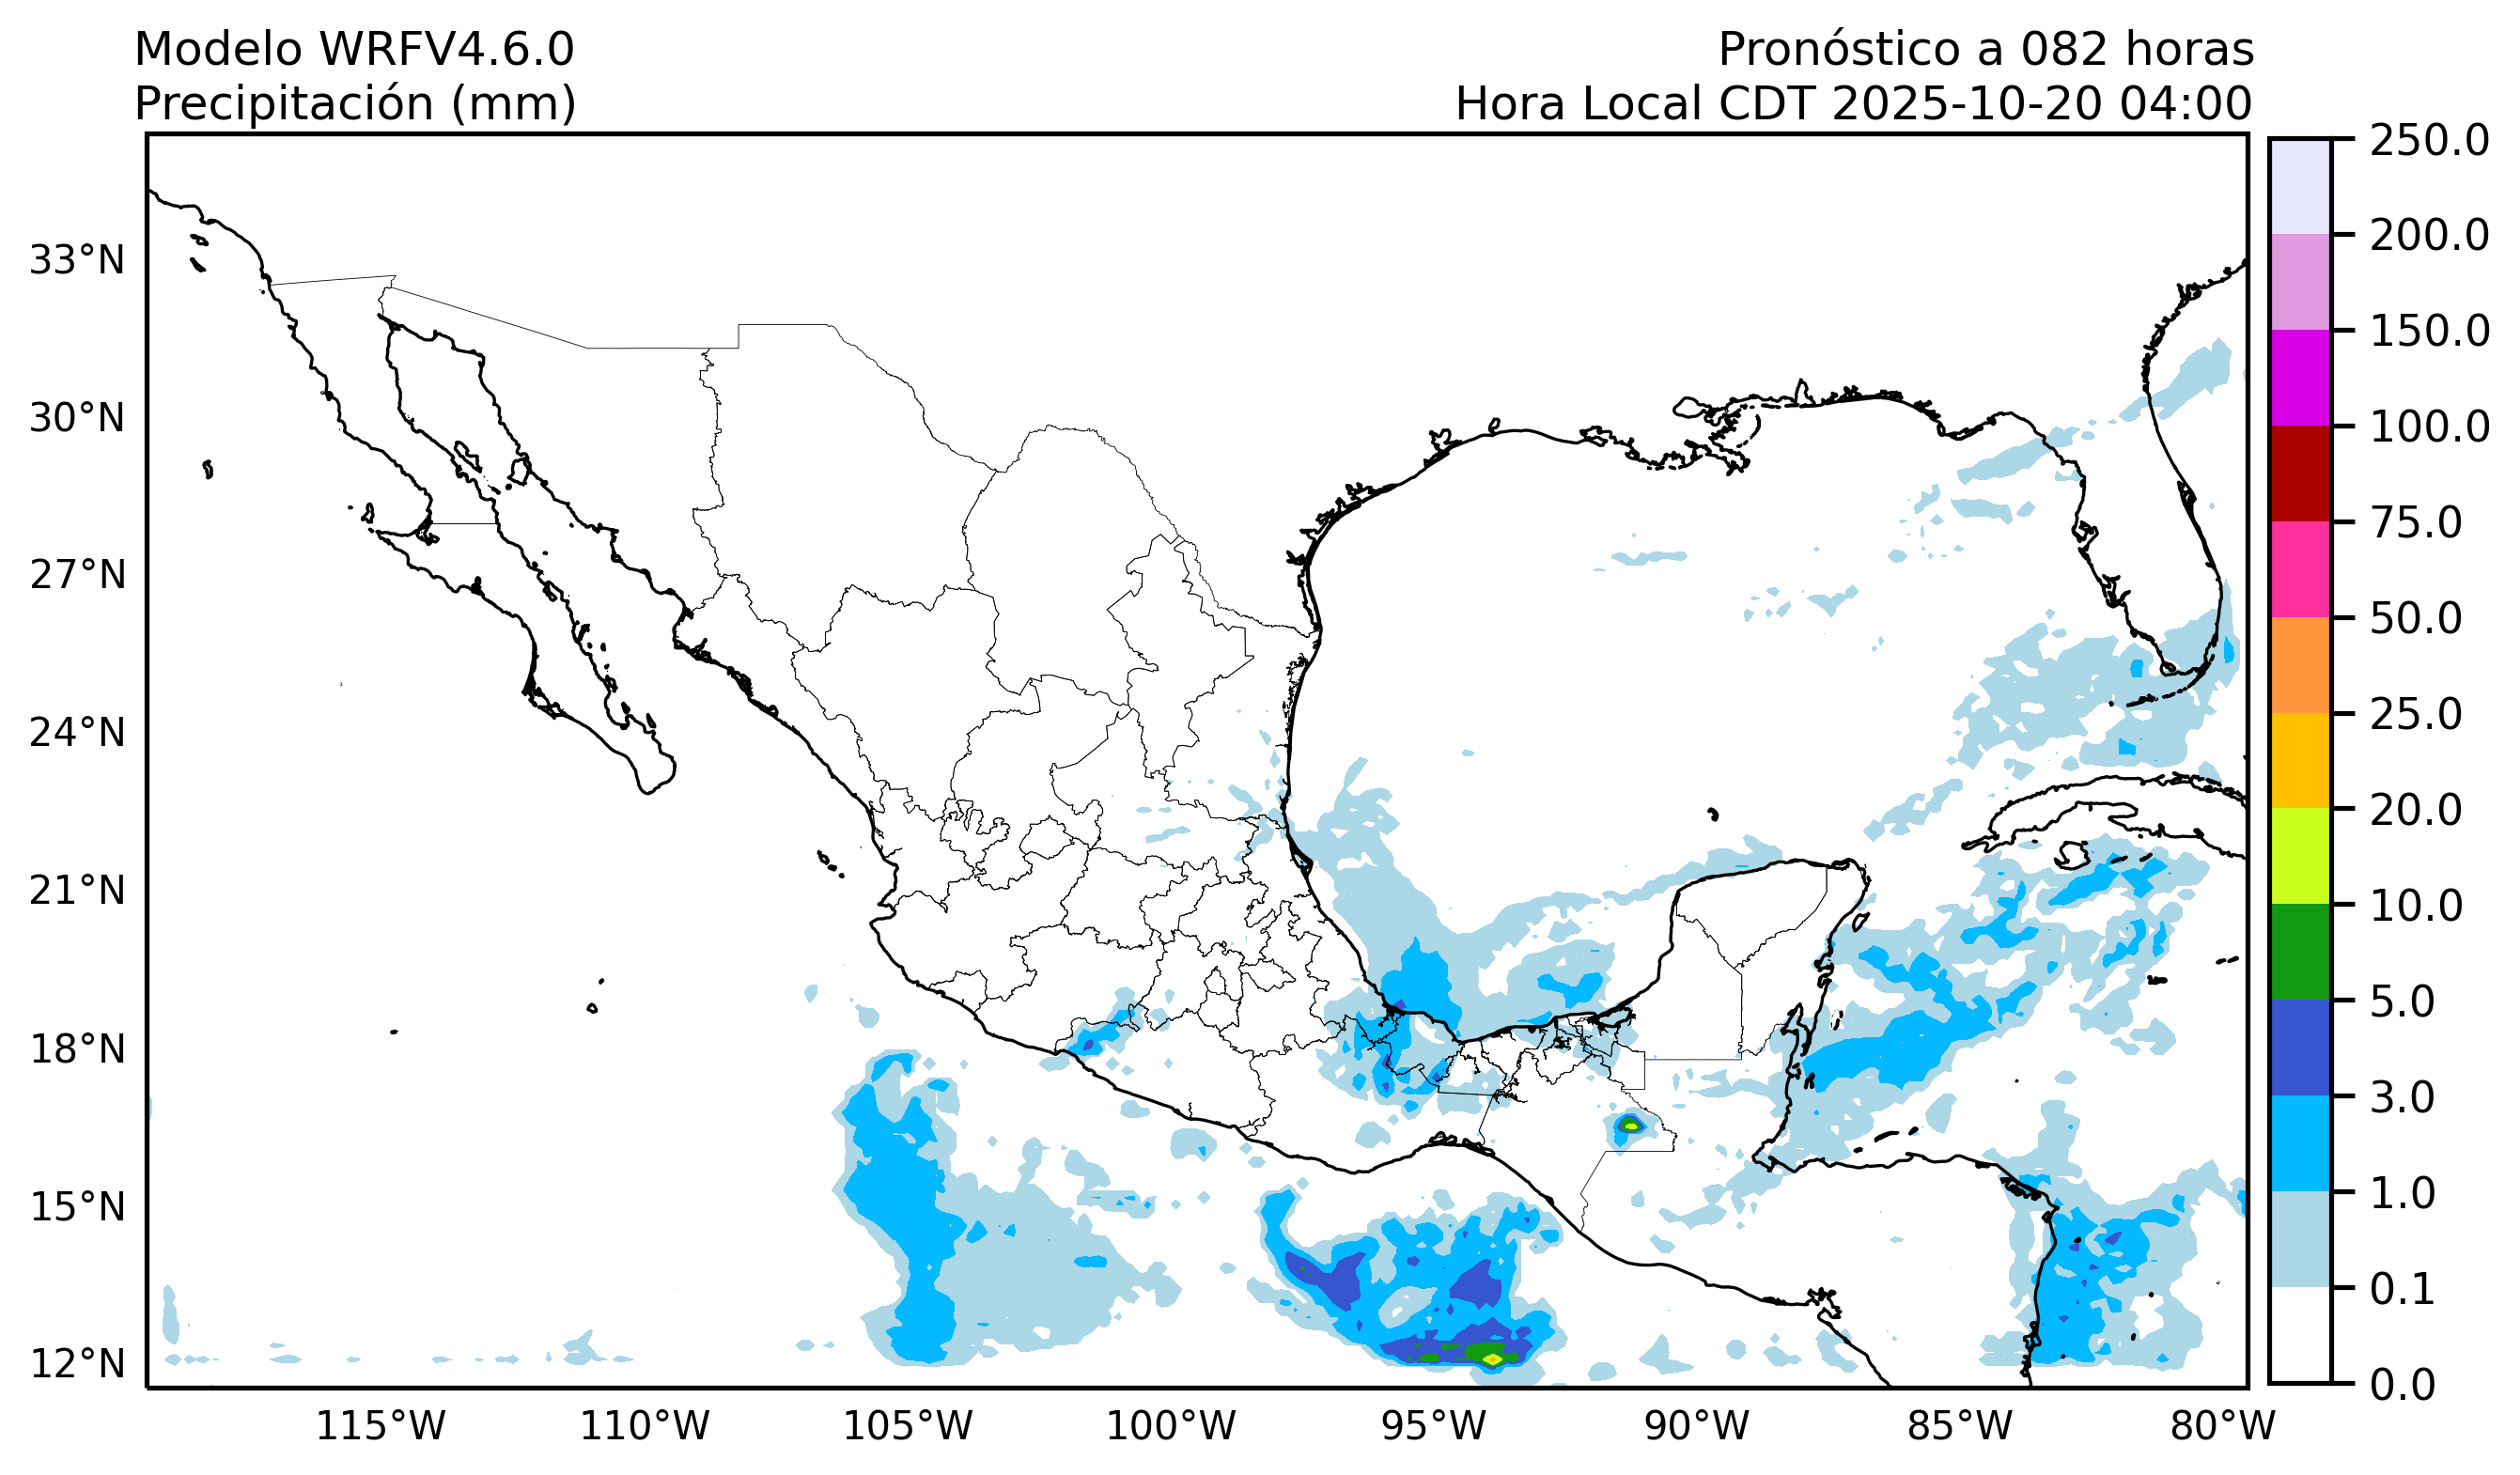 Modelo WRFV4.6.0
Precipitación (mm)
Pronóstico a 082 horas
Hora Local CDT 2025-10-20 04:00
33°N
30°N
27°N
24°N
21°N
18°N
15°N
12°N
115°W
110°W
105°W
100°W
95°W
90°W
85°W
80°W
250.0
200.0
150.0
100.0
75.0
50.0
25.0
20.0
10.0
5.0
3.0
1.0
0.1
0.0